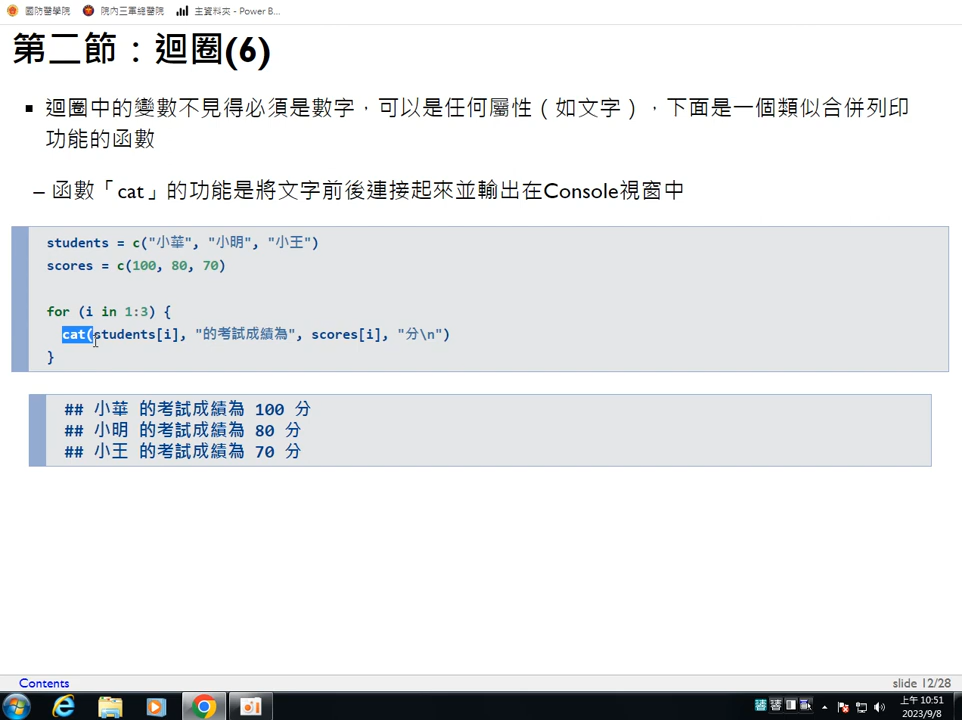 國防醫學院 院內三軍總醫院 主資料夾 - Power B...
第二節：迴圈(6)
迴圈中的變數不見得必須是數字，可以是任何屬性（如文字），下面是一個類似合併列印
功能的函數
– 函數「cat」的功能是將文字前後連接起來並輸出在Console視窗中
students = c("小華", "小明", "小王")
scores = c(100, 80, 70)
for (i in 1:3) {
cat(students[i], "的考試成績為", scores[i], "分\n")
}
## 小華 的考試成績為 100 分
## 小明 的考試成績為 80 分
## 小王 的考試成績為 70 分
Contents
slide 12/28
上午 10:51
2023/9/8